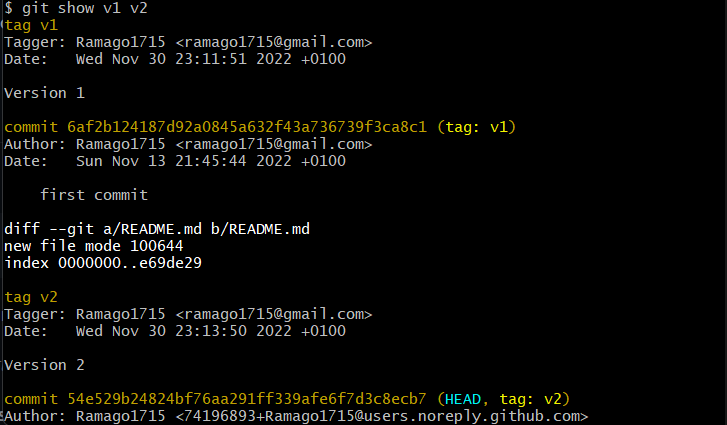 $ git show v1 v2
tag v1
Tagger: Ramago1715 <ramago1715@gmail.com>
Date:   Wed Nov 30 23:11:51 2022 +0100
Version 1
commit 6af2b124187d92a0845a632f43a736739f3ca8c1 (tag: v1)
Author: Ramago1715 <ramago1715@gmail.com>
Date:   Sun Nov 13 21:45:44 2022 +0100
    first commit
diff --git a/README.md b/README.md
new file mode 100644
index 0000000..e69de29
tag v2
Tagger: Ramago1715 <ramago1715@gmail.com>
Date:   Wed Nov 30 23:13:50 2022 +0100
Version 2
commit 54e529b24824bf76aa291ff339afe6f7d3c8ecb7 (HEAD, tag: v2)
Author: Ramago1715 <74196893+Ramago1715@users.noreply.github.com>